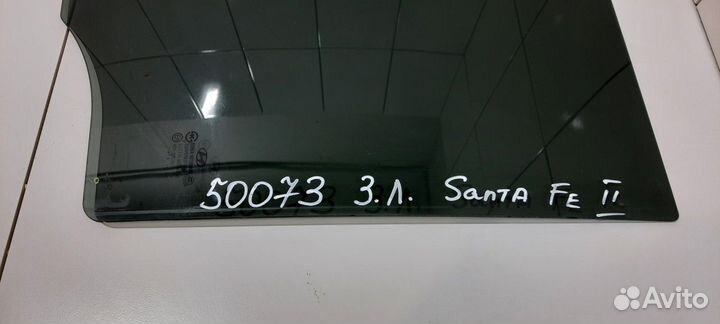 50073 З.Л. Santa Fe II
Avito